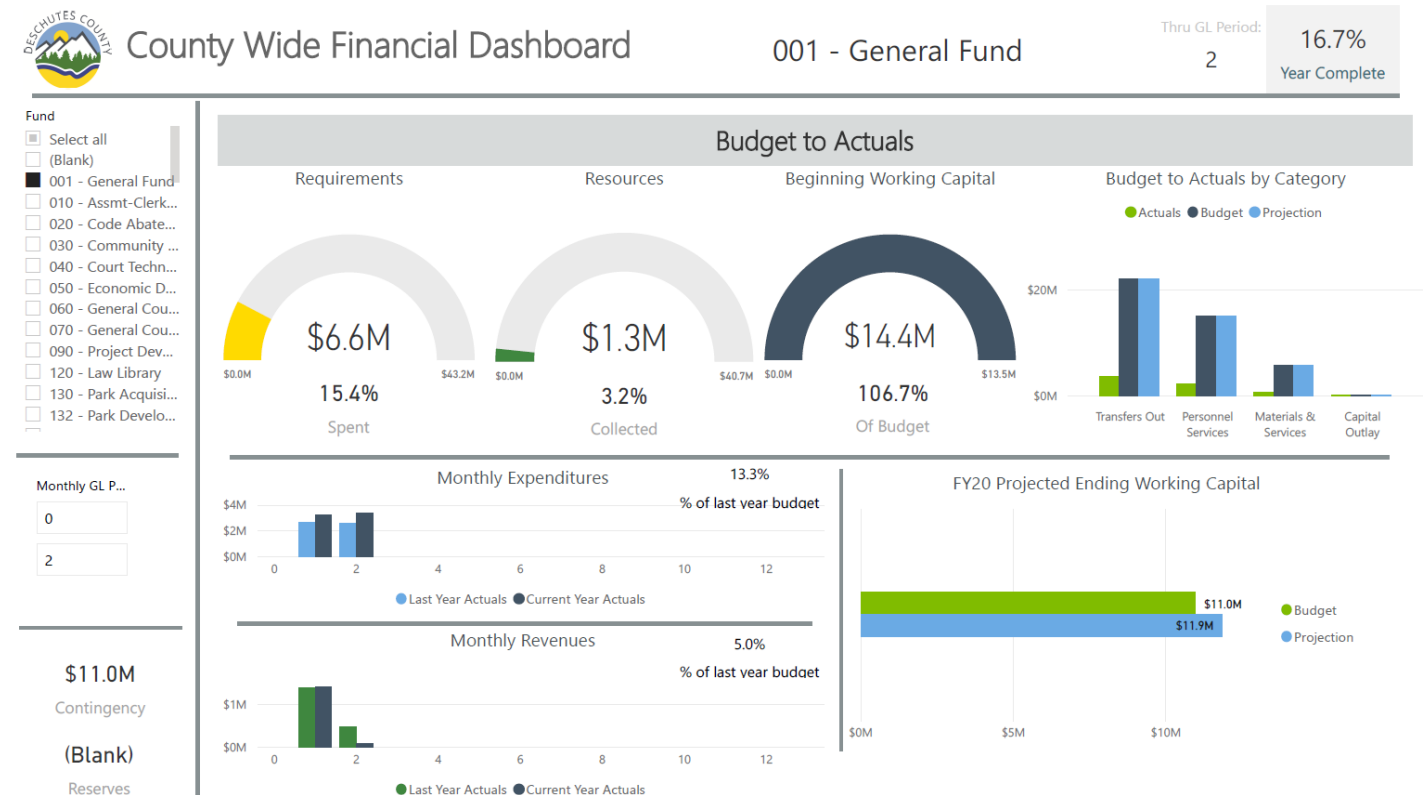 DESCHUTES COUNTY
County Wide Financial Dashboard
001 - General Fund
Thru GL Period:
2
16.7%
Year Complete
Fund
Select all
(Blank)
001 - General Fund
010 - Assmt-Clerk...
020 - Code Abate...
030 - Community ...
040 - Court Techn...
050 - Economic D...
060 - General Cou...
070 - General Cou...
090 - Project Dev...
120 - Law Library
130 - Park Acquisi...
132 - Park Develo...
Monthly GL P...
0
2
$11.0M
Contingency
(Blank)
Reserves
Budget to Actuals
Requirements
$6.6M
$0.0M
$43.2M
15.4%
Spent
Resources
$1.3M
$0.0M
$40.7M
3.2%
Collected
Beginning Working Capital
$14.4M
$0.0M
$13.5M
106.7%
Of Budget
Budget to Actuals by Category
Actuals
Budget
Projection
$20M
$0M
Transfers Out
Personnel
Services
Materials &
Services
Capital
Outlay
Monthly Expenditures
13.3%
% of last year budget
$4M
$2M
$0M
0
2
4
6
8
10
12
Last Year Actuals
Current Year Actuals
Monthly Revenues
5.0%
% of last year budget
$1M
$0M
0
2
4
6
8
10
12
Last Year Actuals
Current Year Actuals
FY20 Projected Ending Working Capital
$11.0M
$11.9M
Budget
Projection
$0M
$5M
$10M